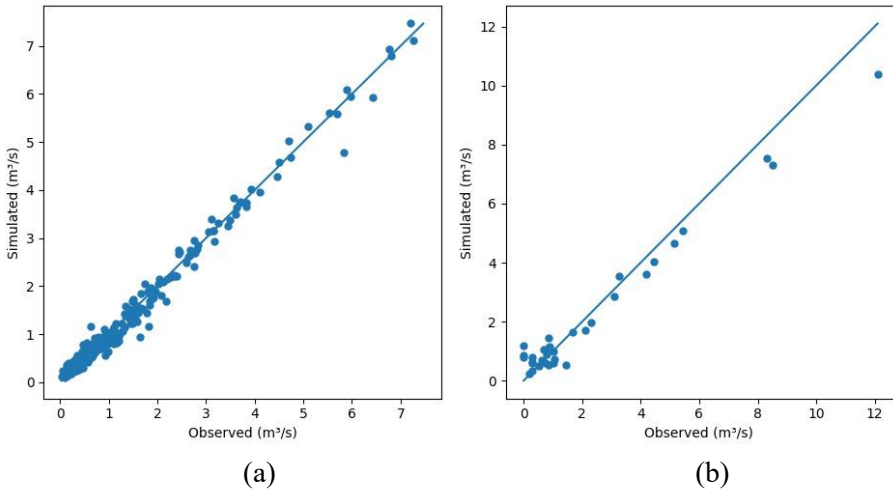 7
6
5
4
3
2
1
0
Simulated (m³/s)
0 1 2 3 4 5 6 7
Observed (m³/s)
(a)
12
10
8
6
4
2
0
Simulated (m³/s)
0 2 4 6 8 10 12
Observed (m³/s)
(b)